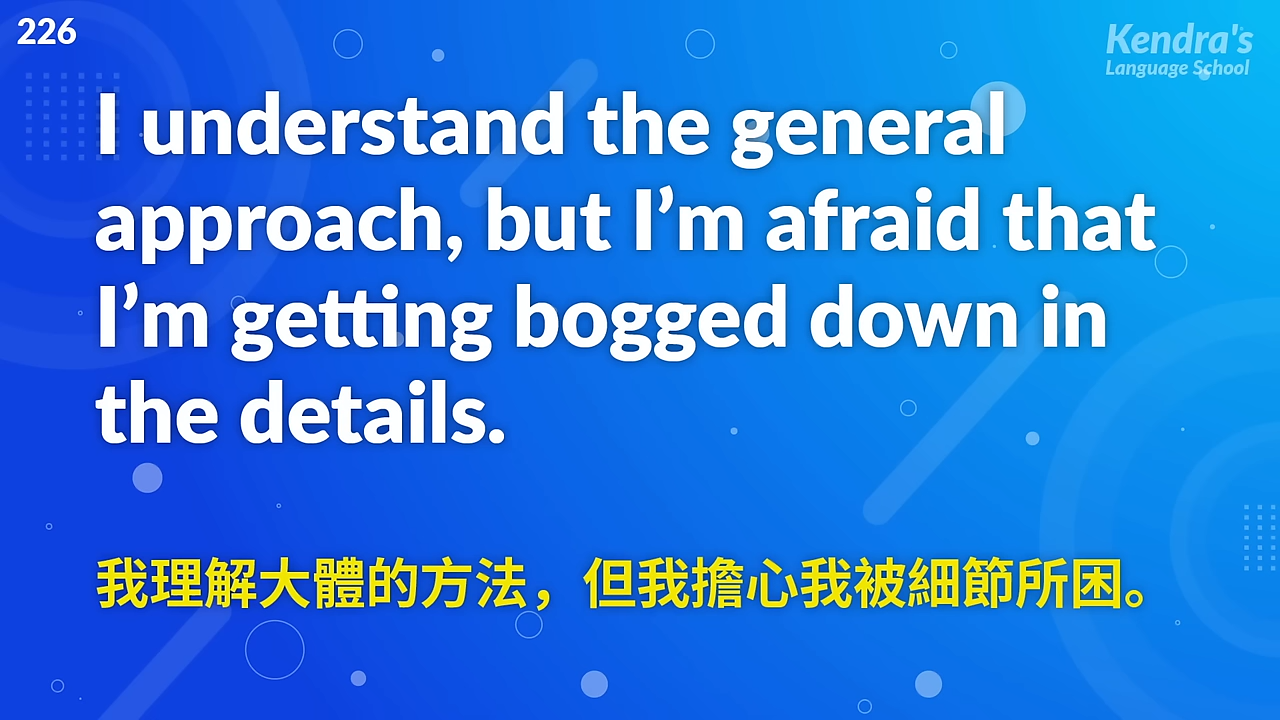 226
Kendra's
Language School
I understand the general
approach, but I’m afraid that
I’m getting bogged down in
the details.
我理解大體的方法，但我擔心我被細節所困。